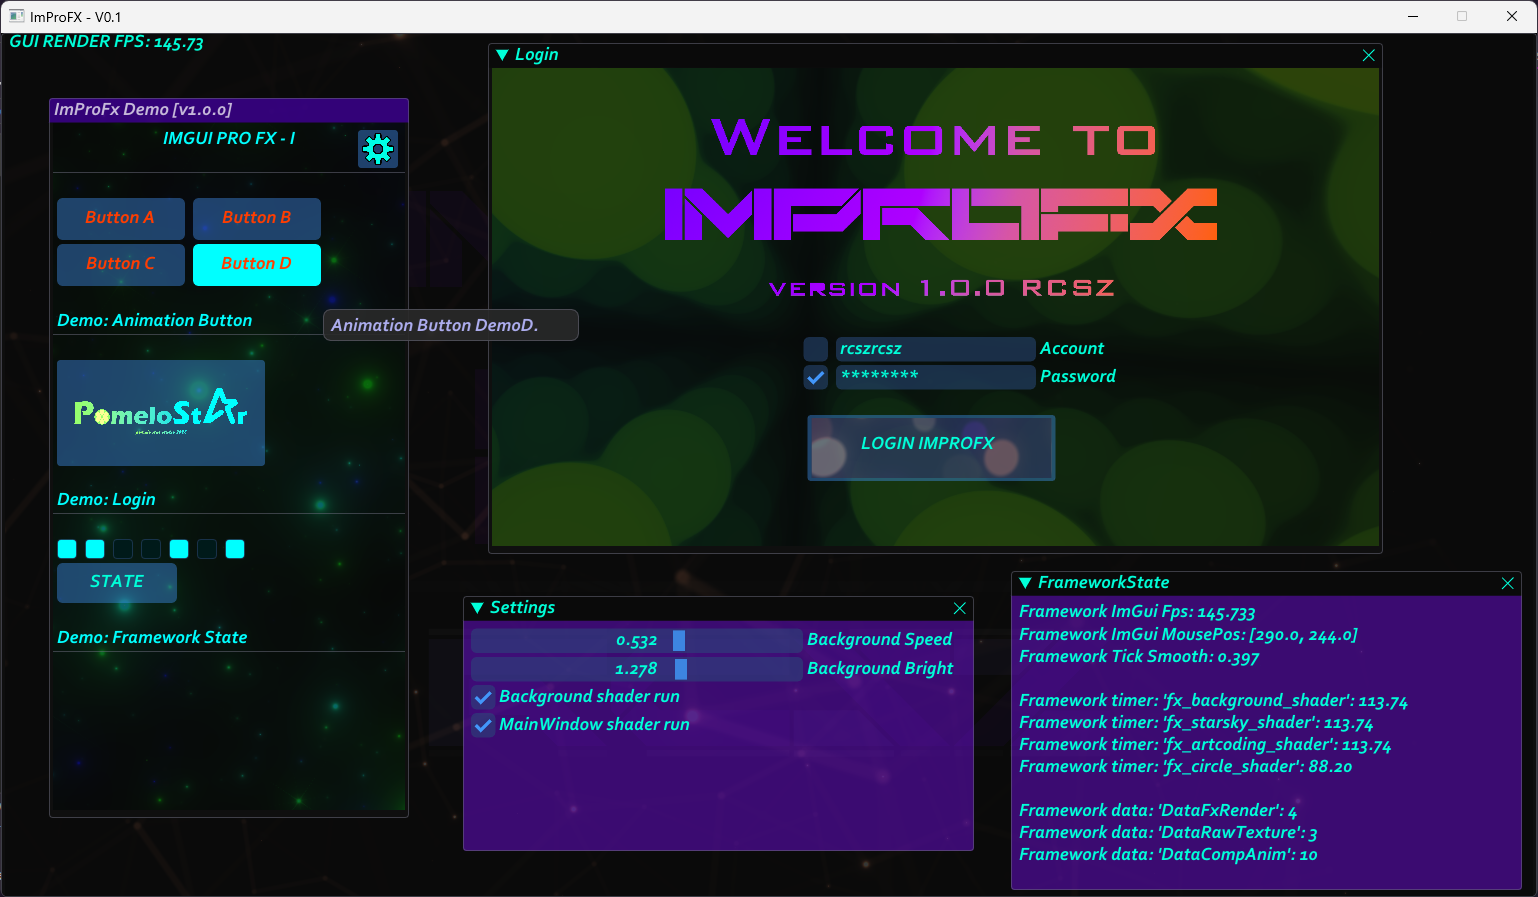 ImProFX - V0.1
GUI RENDER FPS: 145.73
ImProFx Demo [v1.0.0]
IMGUI PRO FX - I
Button A
Button B
Button C
Button D
Demo: Animation Button
Animation Button DemoD.
PomeloStAr
Demo: Login
STATE
Demo: Framework State
Login
WELCOME TO
IMPROFX
VERSION 1.0.0 RCSZ
rcszrcsz Account
******** Password
LOGIN IMPROFX
Settings
0.532 Background Speed
1.278 Background Bright
Background shader run
MainWindow shader run
FrameworkState
Framework ImGui Fps: 145.733
Framework ImGui MousePos: [290.0, 244.0]
Framework Tick Smooth: 0.397
Framework timer: 'fx_background_shader': 113.74
Framework timer: 'fx_starsky_shader': 113.74
Framework timer: 'fx_artcoding_shader': 113.74
Framework timer: 'fx_circle_shader': 88.20
Framework data: 'DataFxRender': 4
Framework data: 'DataRawTexture': 3
Framework data: 'DataCompAnim': 10